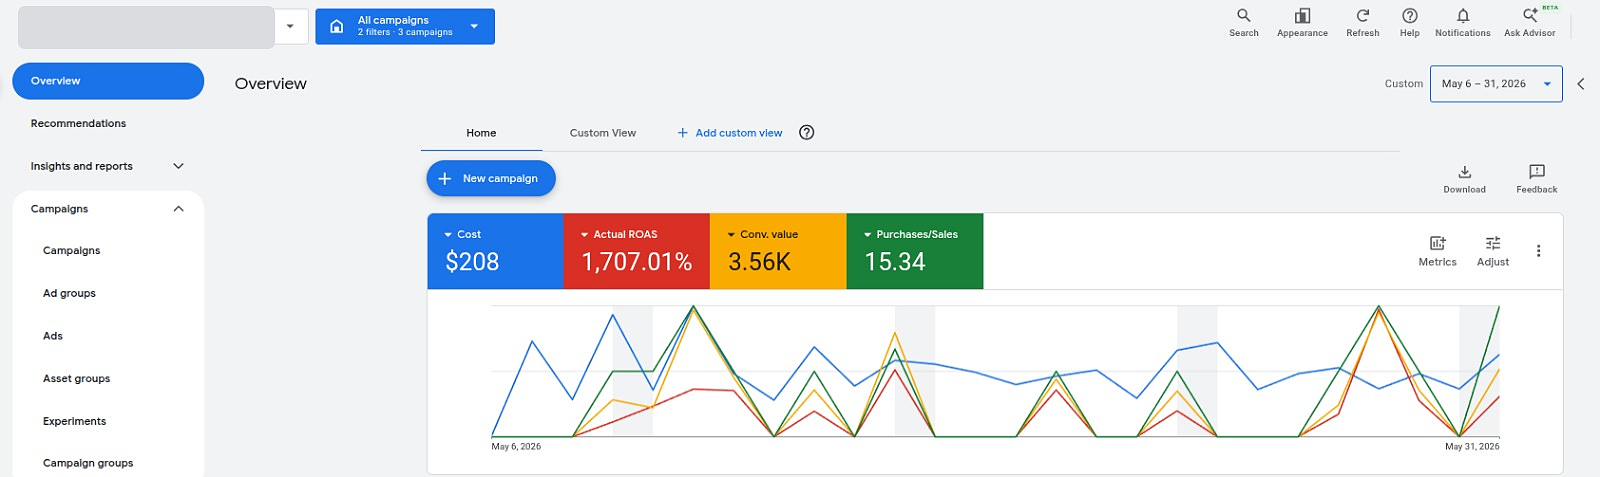 All campaigns
2 filters · 3 campaigns
Search
Appearance
Refresh
Help
Notifications
BETA
Ask Advisor
Overview
Recommendations
Insights and reports
Campaigns
Campaigns
Ad groups
Ads
Asset groups
Experiments
Campaign groups
Overview
Custom
May 6 – 31, 2026
Home
Custom View
+ Add custom view
+ New campaign
Download
Feedback
Cost
$208
Actual ROAS
1,707.01%
Conv. value
3.56K
Purchases/Sales
15.34
Metrics
Adjust
May 6, 2026
May 31, 2026